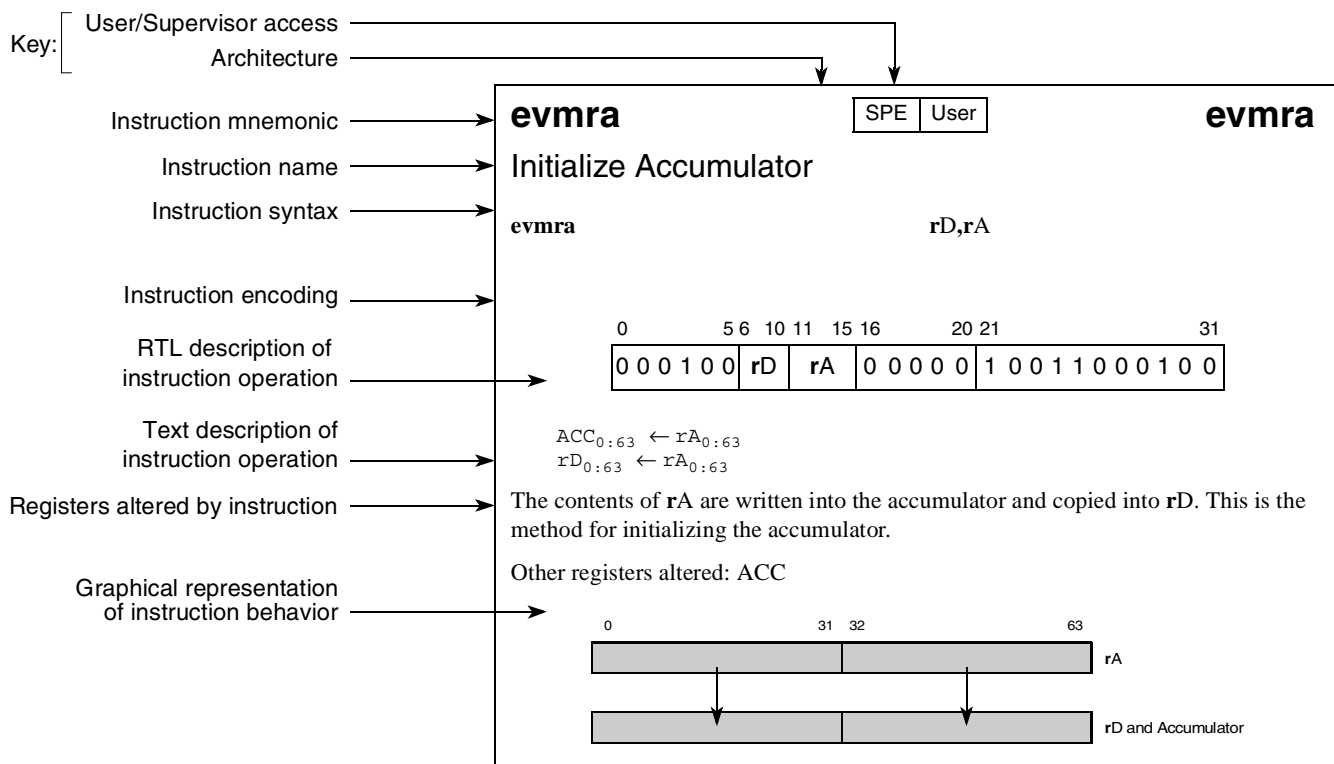 Key:
User/Supervisor access
Architecture
Instruction mnemonic
evmra
SPE
User
evmra
Instruction name
Initialize Accumulator
Instruction syntax
evmra
rD,rA
Instruction encoding
0 5 6 10 11 15 16 20 21 31
0 0 0 1 0 0 rD rA 0 0 0 0 0 1 0 0 1 1 0 0 0 1 0 0
RTL description of
instruction operation
Text description of
instruction operation
ACC0:63 ← rA0:63
rD0:63 ← rA0:63
Registers altered by instruction
The contents of rA are written into the accumulator and copied into rD. This is the
method for initializing the accumulator.
Other registers altered: ACC
Graphical representation
of instruction behavior
0 31 32 63
rA
rD and Accumulator